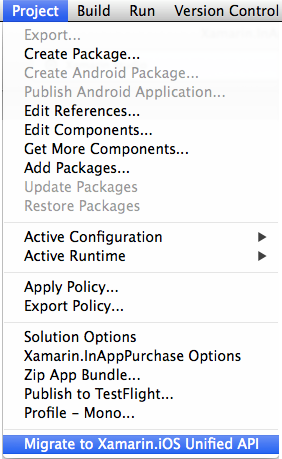 Project Build Run Version Control
Export...
Create Package...
Create Android Package...
Publish Android Application...
Edit References...
Edit Components...
Get More Components...
Add Packages...
Update Packages
Restore Packages
Active Configuration
Active Runtime
Apply Policy...
Export Policy...
Solution Options
Xamarin.InAppPurchase Options
Zip App Bundle...
Publish to TestFlight...
Profile – Mono...
Migrate to Xamarin.iOS Unified API